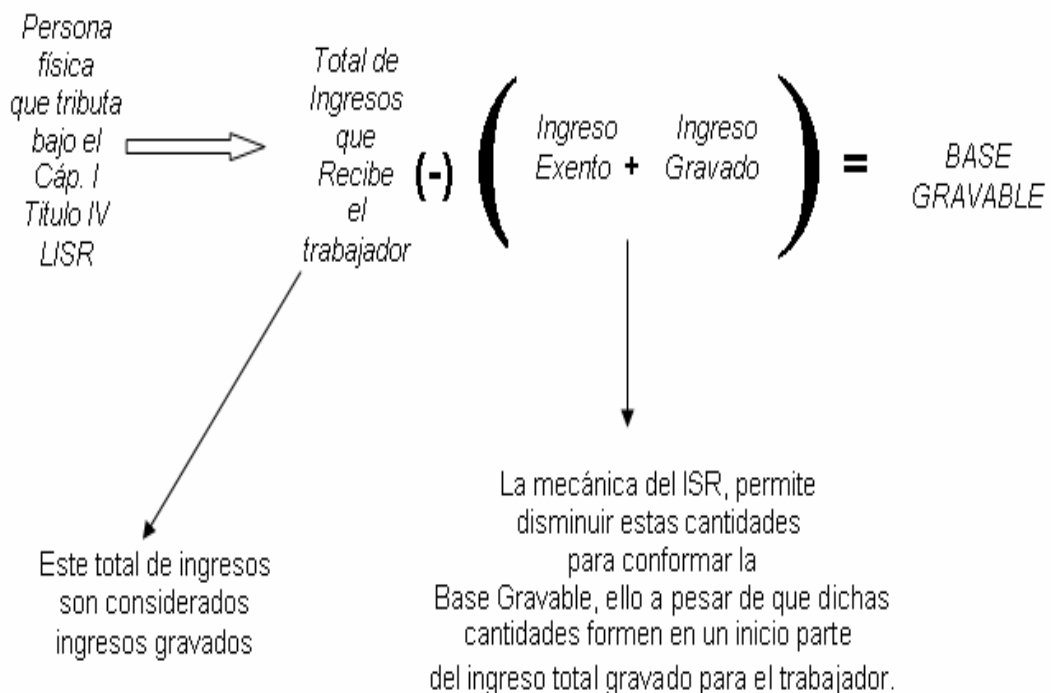 Persona
física
que tributa
bajo el
Cáp. I
Titulo IV
LISR
Total de
Ingresos
que
Recibe
el
trabajador
(-)
(
Ingreso
Exento
+
Ingreso
Gravado
)
=
BASE
GRAVABLE
Este total de ingresos
son considerados
ingresos gravados
La mecánica del ISR, permite
disminuir estas cantidades
para conformar la
Base Gravable, ello a pesar de que dichas
cantidades formen en un inicio parte
del ingreso total gravado para el trabajador.